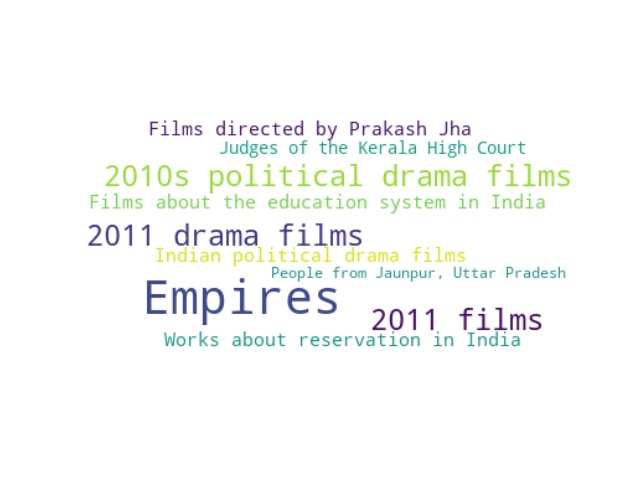 Films directed by Prakash Jha
Judges of the Kerala High Court
2010s political drama films
Films about the education system in India
2011 drama films
Indian political drama films
People from Jaunpur, Uttar Pradesh
Empires
2011 films
Works about reservation in India